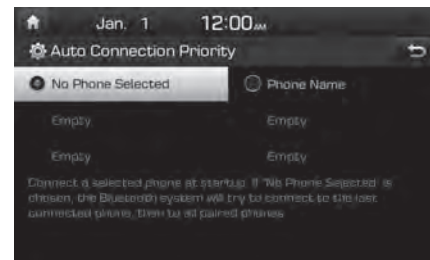 Jan. 1 12:00 AM
Auto Connection Priority
No Phone Selected Phone Name
Empty Empty
Empty Empty
Connect a selected phone at startup. If "No Phone Selected" is
chosen, the Bluetooth system will try to connect to the last
connected phone, then to all paired phones